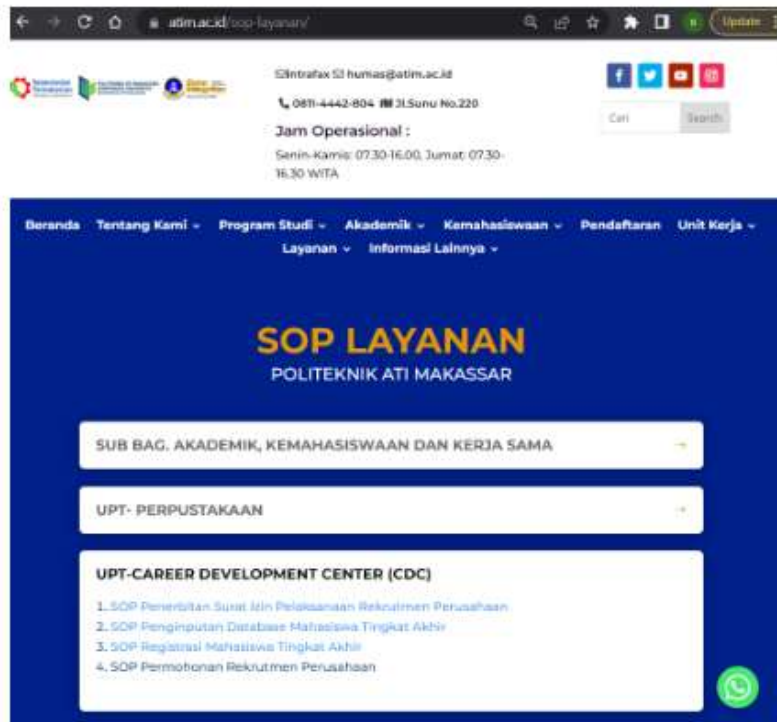 atim.ac.id/sop-layanan/
Update
intrafax humas@atim.ac.id
0811-4442-804 Jl.Sunu No.220
Jam Operasional :
Senin-Kamis: 07.30-16.00, Jumat: 07.30-
16.30 WITA
Cari Search
Beranda Tentang Kami Program Studi Akademik Kemahasiswaan Pendaftaran Unit Kerja
Layanan Informasi Lainnya
SOP LAYANAN
POLITEKNIK ATI MAKASSAR
SUB BAG. AKADEMIK, KEMAHASISWAAN DAN KERJA SAMA
UPT- PERPUSTAKAAN
UPT-CAREER DEVELOPMENT CENTER (CDC)
1. SOP Penerbitan Surat Izin Pelaksanaan Rekrutmen Perusahaan
2. SOP Penginputan Database Mahasiswa Tingkat Akhir
3. SOP Registrasi Mahasiswa Tingkat Akhir
4. SOP Permohonan Rekrutmen Perusahaan